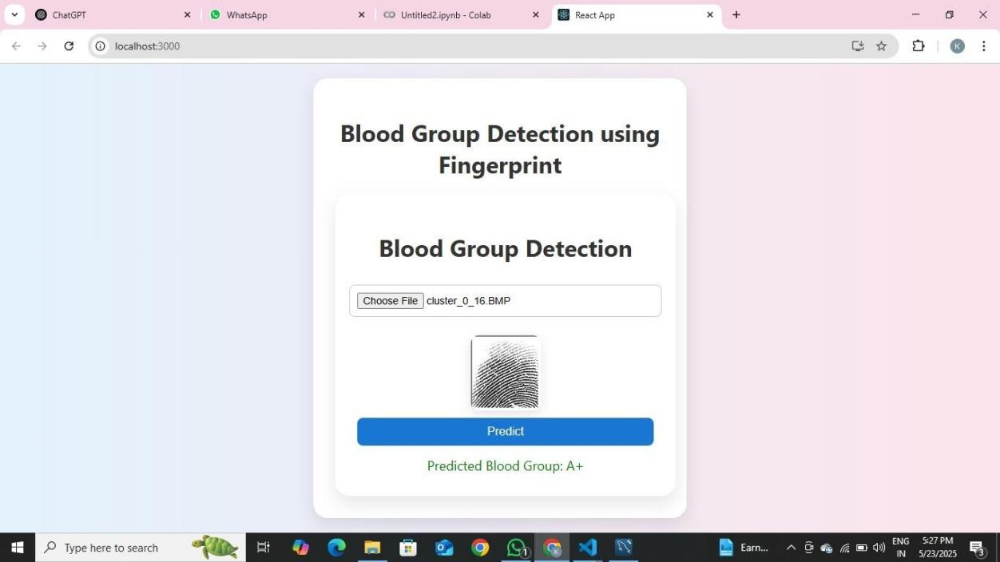 ChatGPT
WhatsApp
Untitled2.ipynb - Colab
React App
localhost:3000
K
Blood Group Detection using
Fingerprint
Blood Group Detection
Choose File cluster_0_16.BMP
Predict
Predicted Blood Group: A+
Type here to search
1
K
Earn...
ENG
IN
5:27 PM
5/23/2025
3